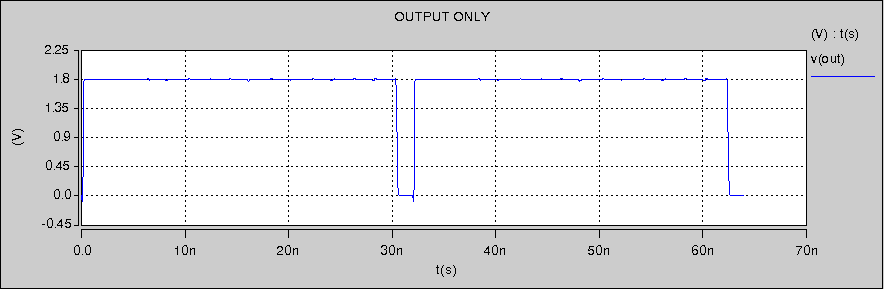 OUTPUT ONLY
(V) : t(s)
v(out)
2.25
1.8
1.35
0.9
0.45
0.0
-0.45
(V)
0.0 10n 20n 30n 40n 50n 60n 70n
t(s)